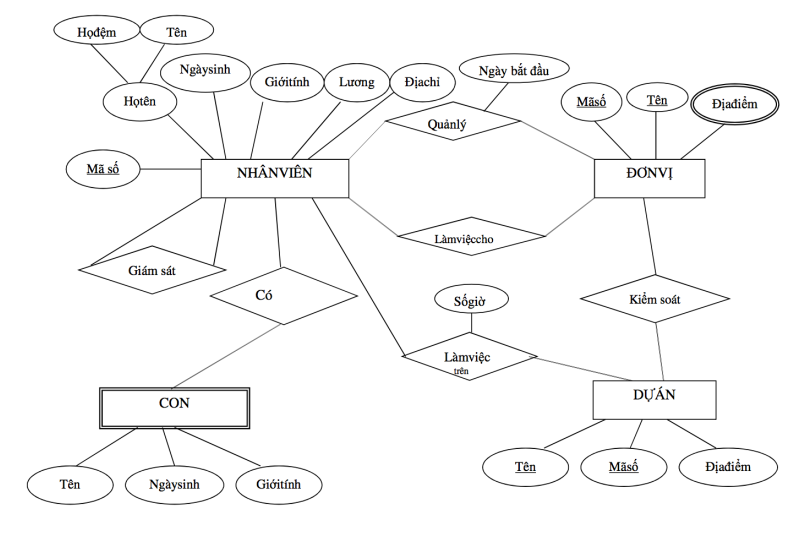 Họđệm
Tên
Ngàysinh
Giớitính
Lương
Địachỉ
Ngày bắt đầu
Họtên
Mãsố
Tên
Địađiểm
Quảnlý
Mã số
NHÂNVIÊN
ĐƠNVỊ
Làmviệccho
Giám sát
Có
Sốgiờ
Kiểm soát
Làmviệc
trên
CON
DỰÁN
Tên
Ngàysinh
Giớitính
Tên
Mãsố
Địađiểm